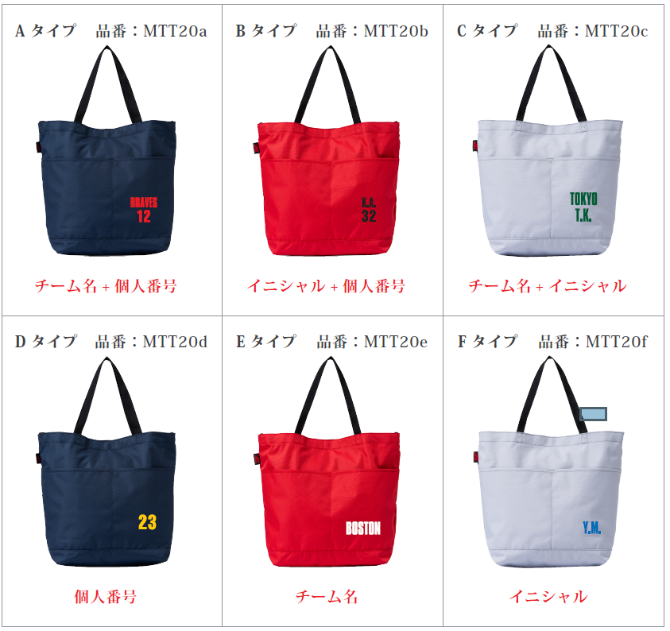 A タイプ　品番：MTT20a
B タイプ　品番：MTT20b
C タイプ　品番：MTT20c
BRAVES
12
K.K.
32
TOKYO
T.K.
チーム名 + 個人番号
イニシャル + 個人番号
チーム名 + イニシャル
D タイプ　品番：MTT20d
E タイプ　品番：MTT20e
F タイプ　品番：MTT20f
23
BOSTON
Y.M.
個人番号
チーム名
イニシャル